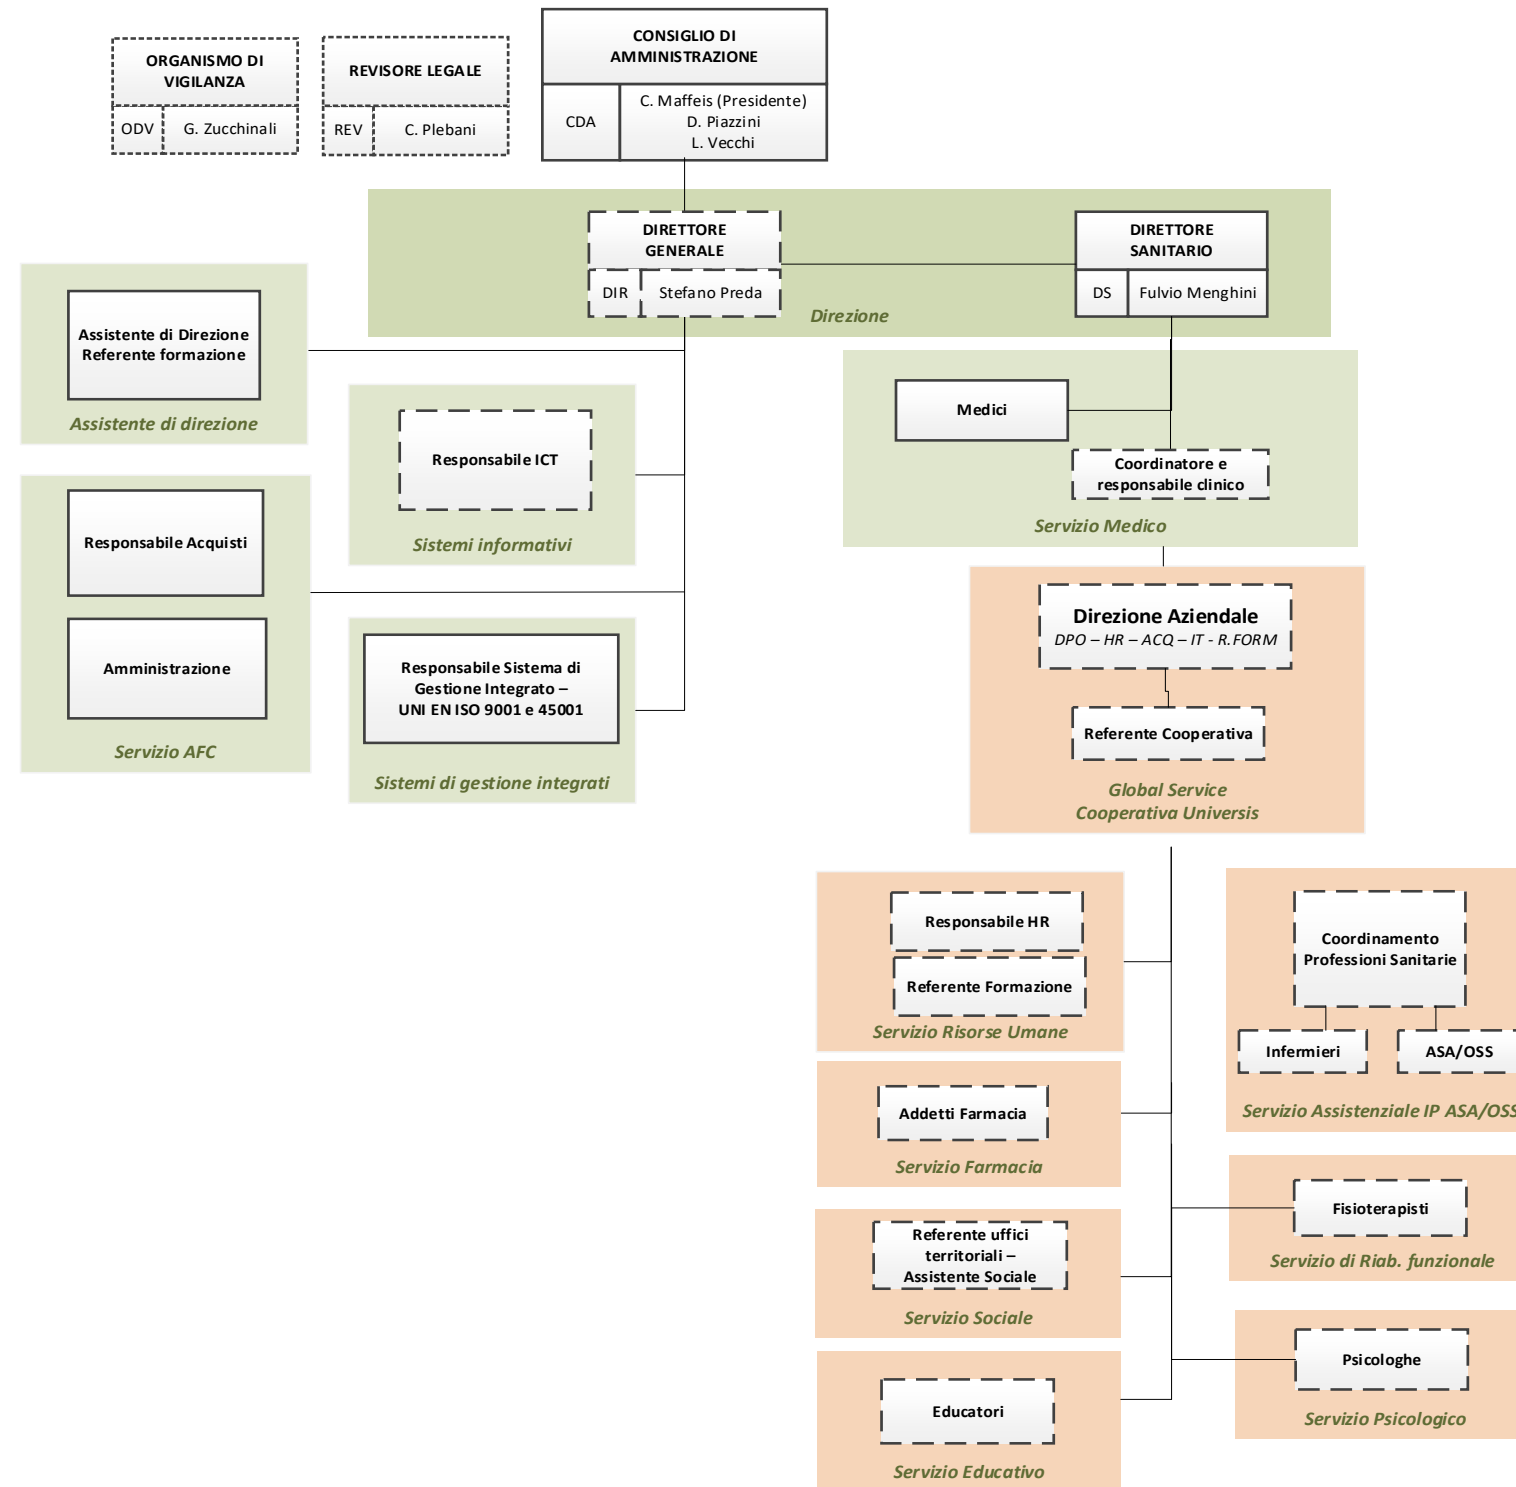 ORGANISMO DI
VIGILANZA
ODV
G. Zucchinali
REVISORE LEGALE
REV
C. Plebani
CONSIGLIO DI
AMMINISTRAZIONE
CDA
C. Maffeis (Presidente)
D. Piazzini
L. Vecchi
DIRETTORE
GENERALE
DIR
Stefano Preda
DIRETTORE
SANITARIO
DS
Fulvio Menghini
Direzione
Assistente di Direzione
Referente formazione
Assistente di direzione
Responsabile ICT
Sistemi informativi
Medici
Coordinatore e
responsabile clinico
Servizio Medico
Responsabile Acquisti
Amministrazione
Servizio AFC
Responsabile Sistema di
Gestione Integrato –
UNI EN ISO 9001 e 45001
Sistemi di gestione integrati
Direzione Aziendale
DPO – HR – ACQ – IT - R.FORM
Referente Cooperativa
Global Service
Cooperativa Universis
Responsabile HR
Referente Formazione
Servizio Risorse Umane
Coordinamento
Professioni Sanitarie
Infermieri
ASA/OSS
Servizio Assistenziale IP ASA/OSS
Addetti Farmacia
Servizio Farmacia
Fisioterapisti
Servizio di Riab. funzionale
Referente uffici
territoriali –
Assistente Sociale
Servizio Sociale
Psicologhe
Servizio Psicologico
Educatori
Servizio Educativo